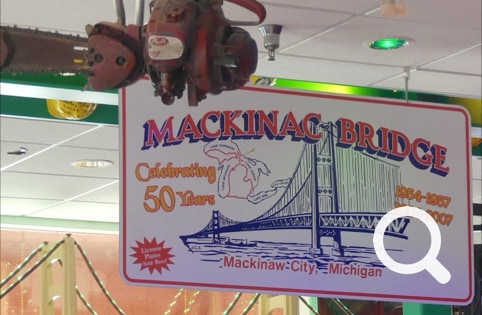 MACKINAC BRIDGE
Celebrating
50 Years
1954-1957
2007
License
Plates
Sold Here!
Mackinaw City, Michigan